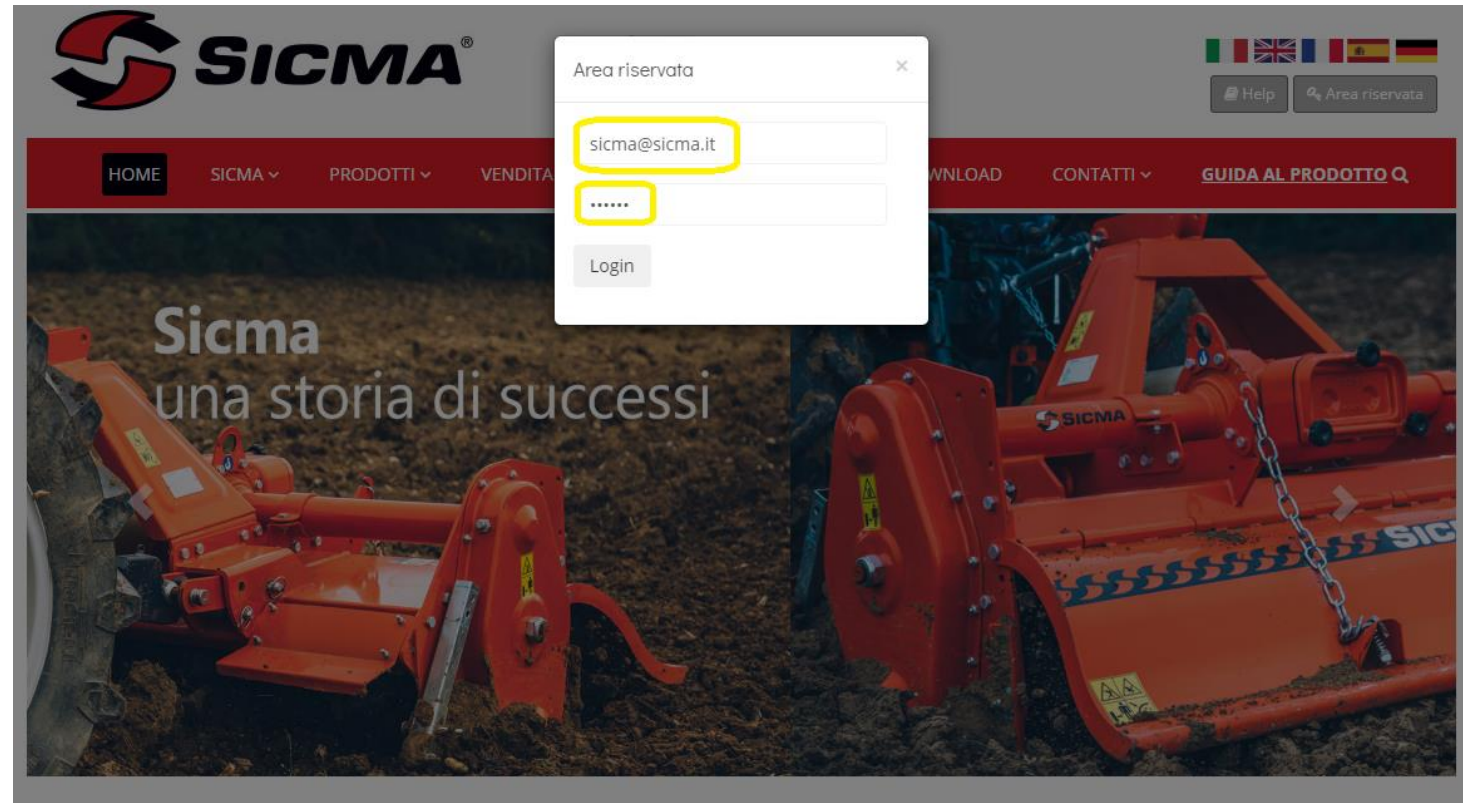 SICMA®
Area riservata ×
Help Area riservata
sicma@sicma.it
HOME SICMA PRODOTTI VENDITA WNLOAD CONTATTI GUIDA AL PRODOTTO
••••••
Login
Sicma
una storia di successi
SICMA
SIC